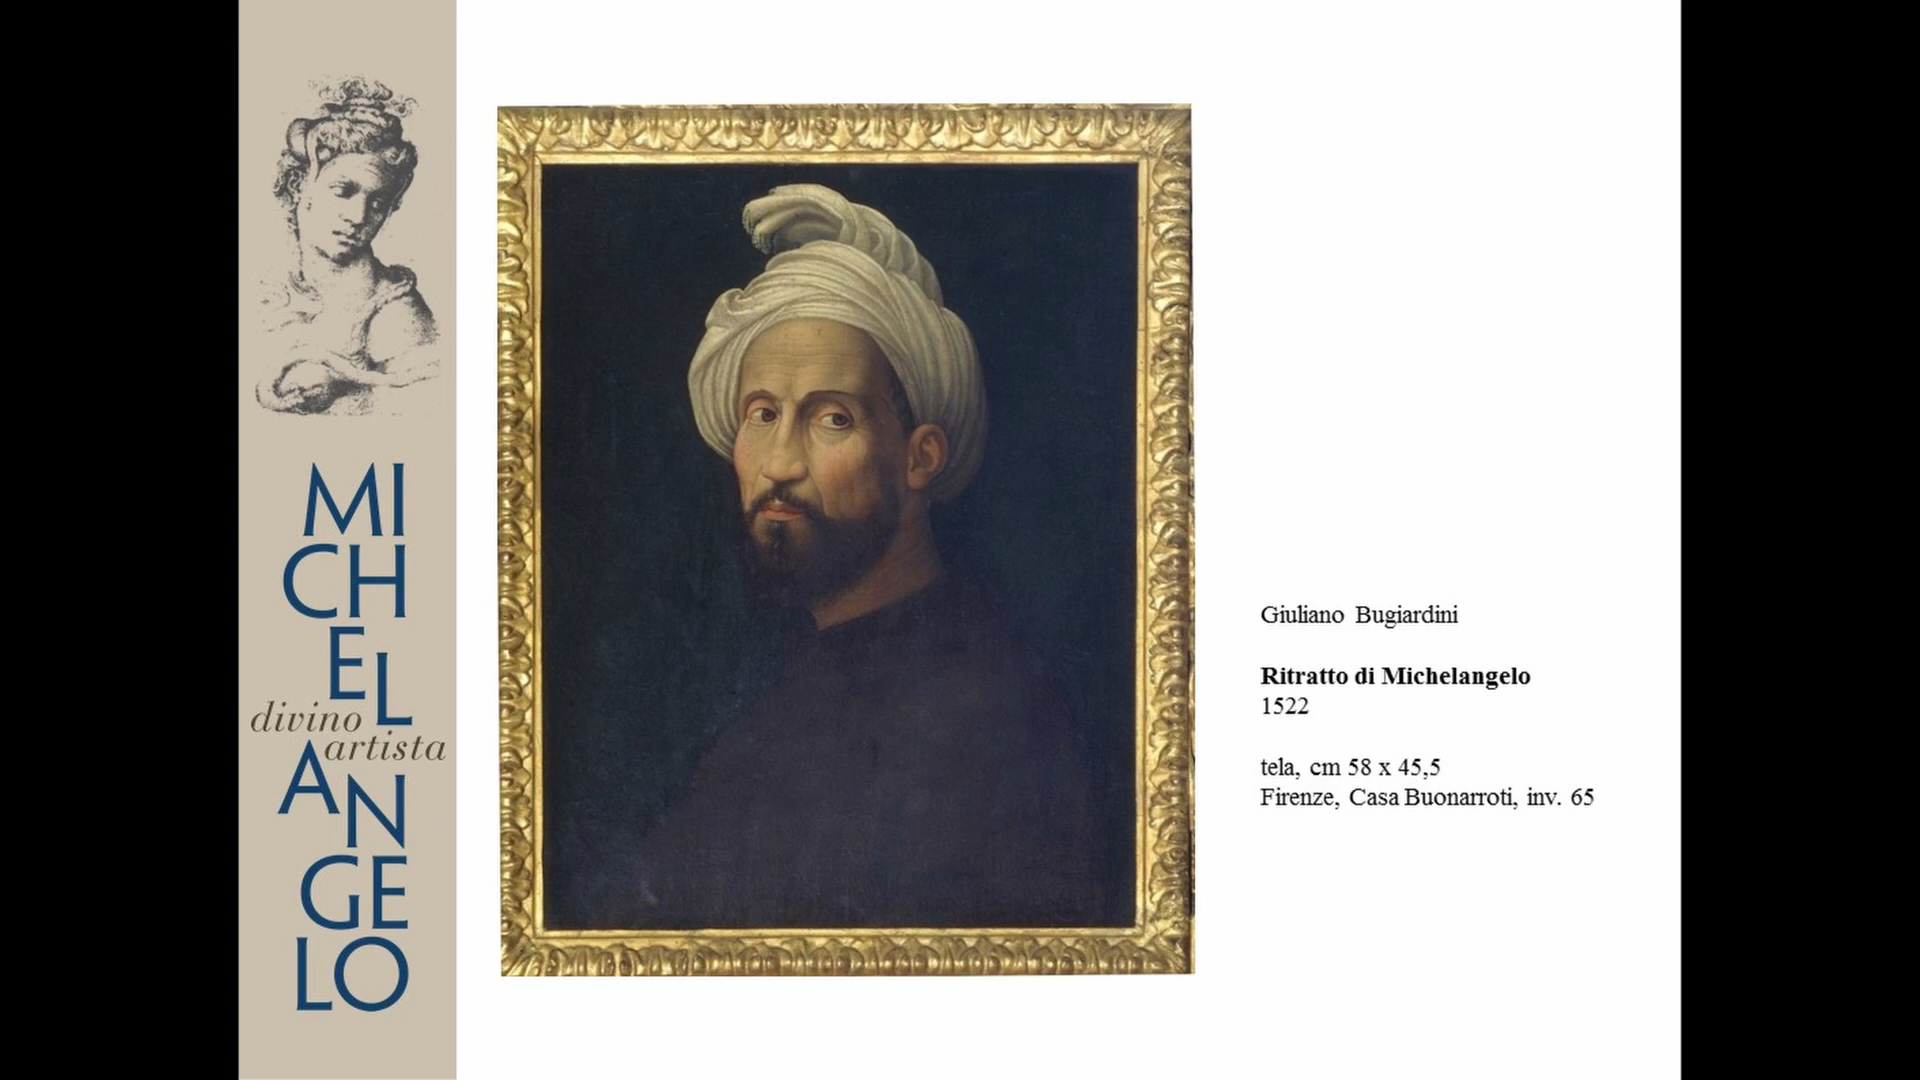 MI
CH
EL
divino
artista
AN
GE
LO
Giuliano Bugiardini
Ritratto di Michelangelo
1522
tela, cm 58 x 45,5
Firenze, Casa Buonarroti, inv. 65